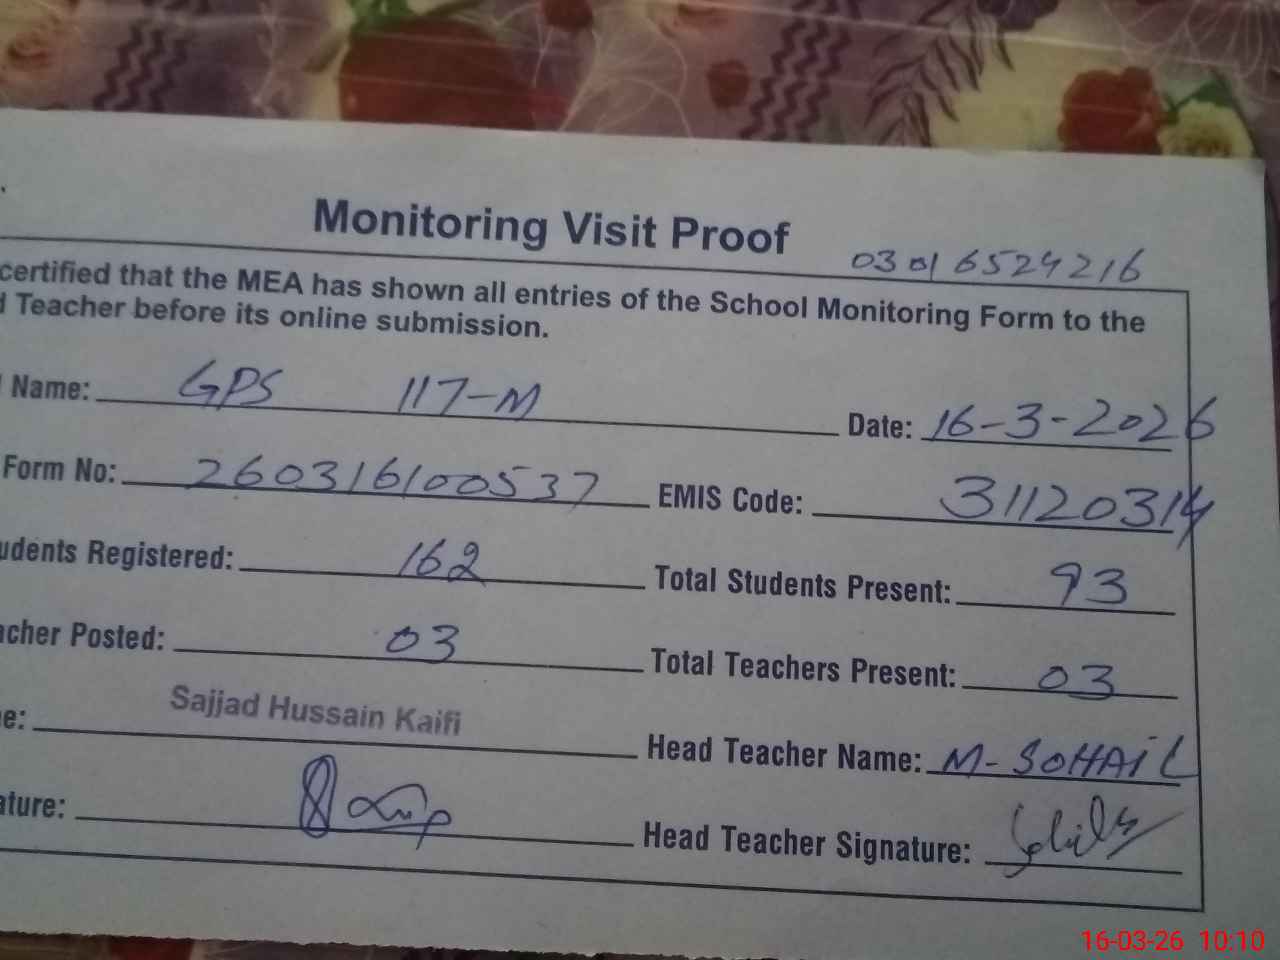 Monitoring Visit Proof
03016524216
certified that the MEA has shown all entries of the School Monitoring Form to the
Teacher before its online submission.
Name: GPS 117-M
Date: 16-3-2026
Form No: 260316100537
EMIS Code: 31120314
udents Registered: 162
Total Students Present: 93
acher Posted: 03
Total Teachers Present: 03
e: Sajjad Hussain Kaifi
Head Teacher Name: M-SOHAIL
ature:
Head Teacher Signature:
16-03-26 10:10